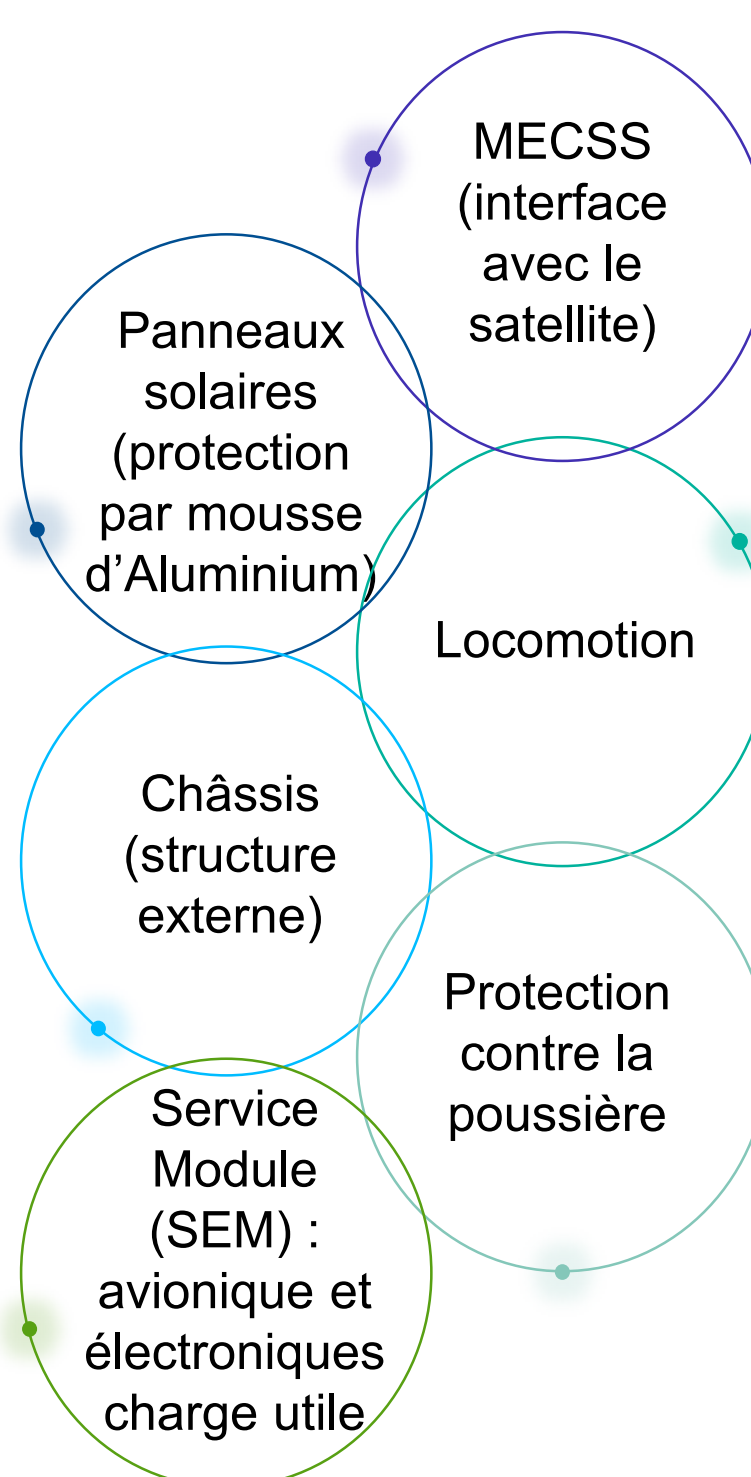 MECSS
(interface
avec le
satellite)
Panneaux
solaires
(protection
par mousse
d’Aluminium)
Locomotion
Châssis
(structure
externe)
Protection
contre la
poussière
Service
Module
(SEM) :
avionique et
électroniques
charge utile